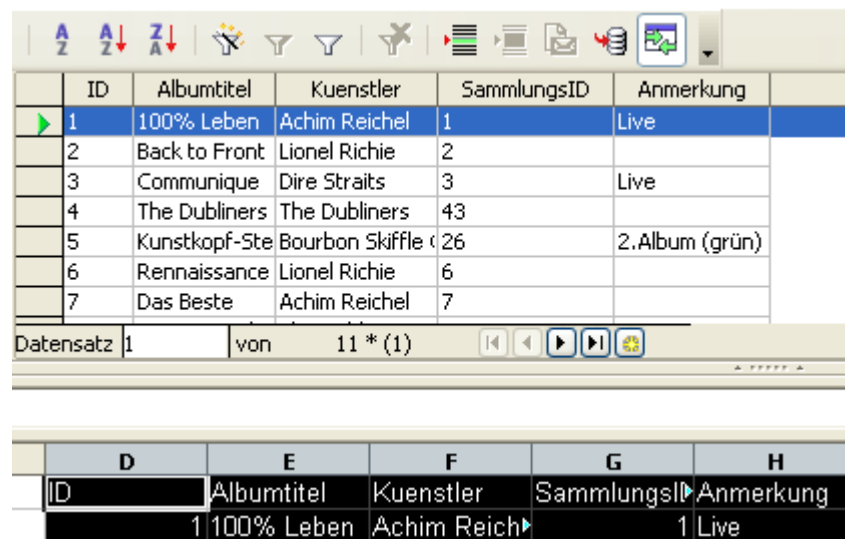 ID Albumtitel Kuenstler SammlungsID Anmerkung
1 100% Leben Achim Reichel 1 Live
2 Back to Front Lionel Richie 2
3 Communique Dire Straits 3 Live
4 The Dubliners The Dubliners 43
5 Kunstkopf-Ste Bourbon Skiffle 26 2.Album (grün)
6 Rennaissance Lionel Richie 6
7 Das Beste Achim Reichel 7
Datensatz 1 von 11 * (1)
D E F G H
ID Albumtitel Kuenstler SammlungsID Anmerkung
1 100% Leben Achim Reich 1 Live